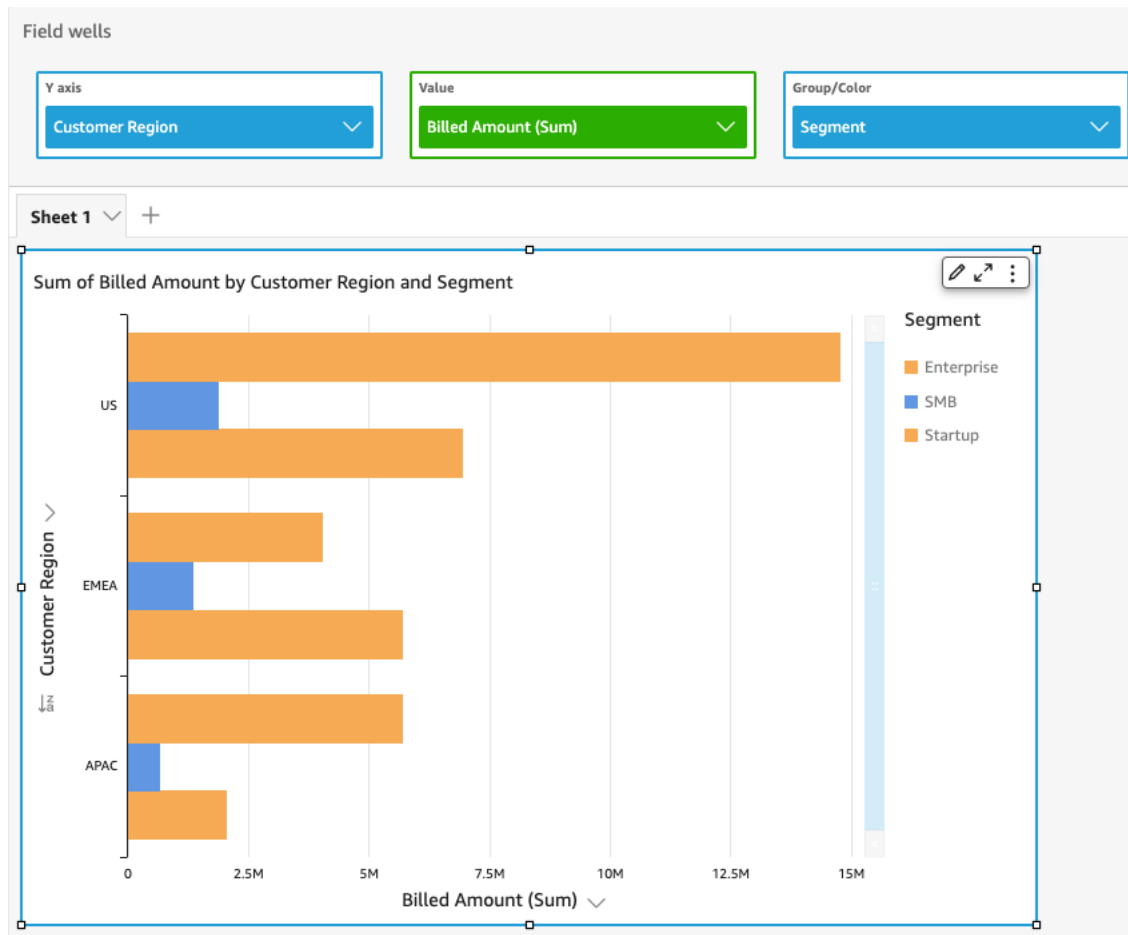 Field wells
Y axis
Customer Region
Value
Billed Amount (Sum)
Group/Color
Segment
Sheet 1
Sum of Billed Amount by Customer Region and Segment
Segment
Enterprise
SMB
Startup
US
EMEA
APAC
Customer Region
0
2.5M
5M
7.5M
10M
12.5M
15M
Billed Amount (Sum)